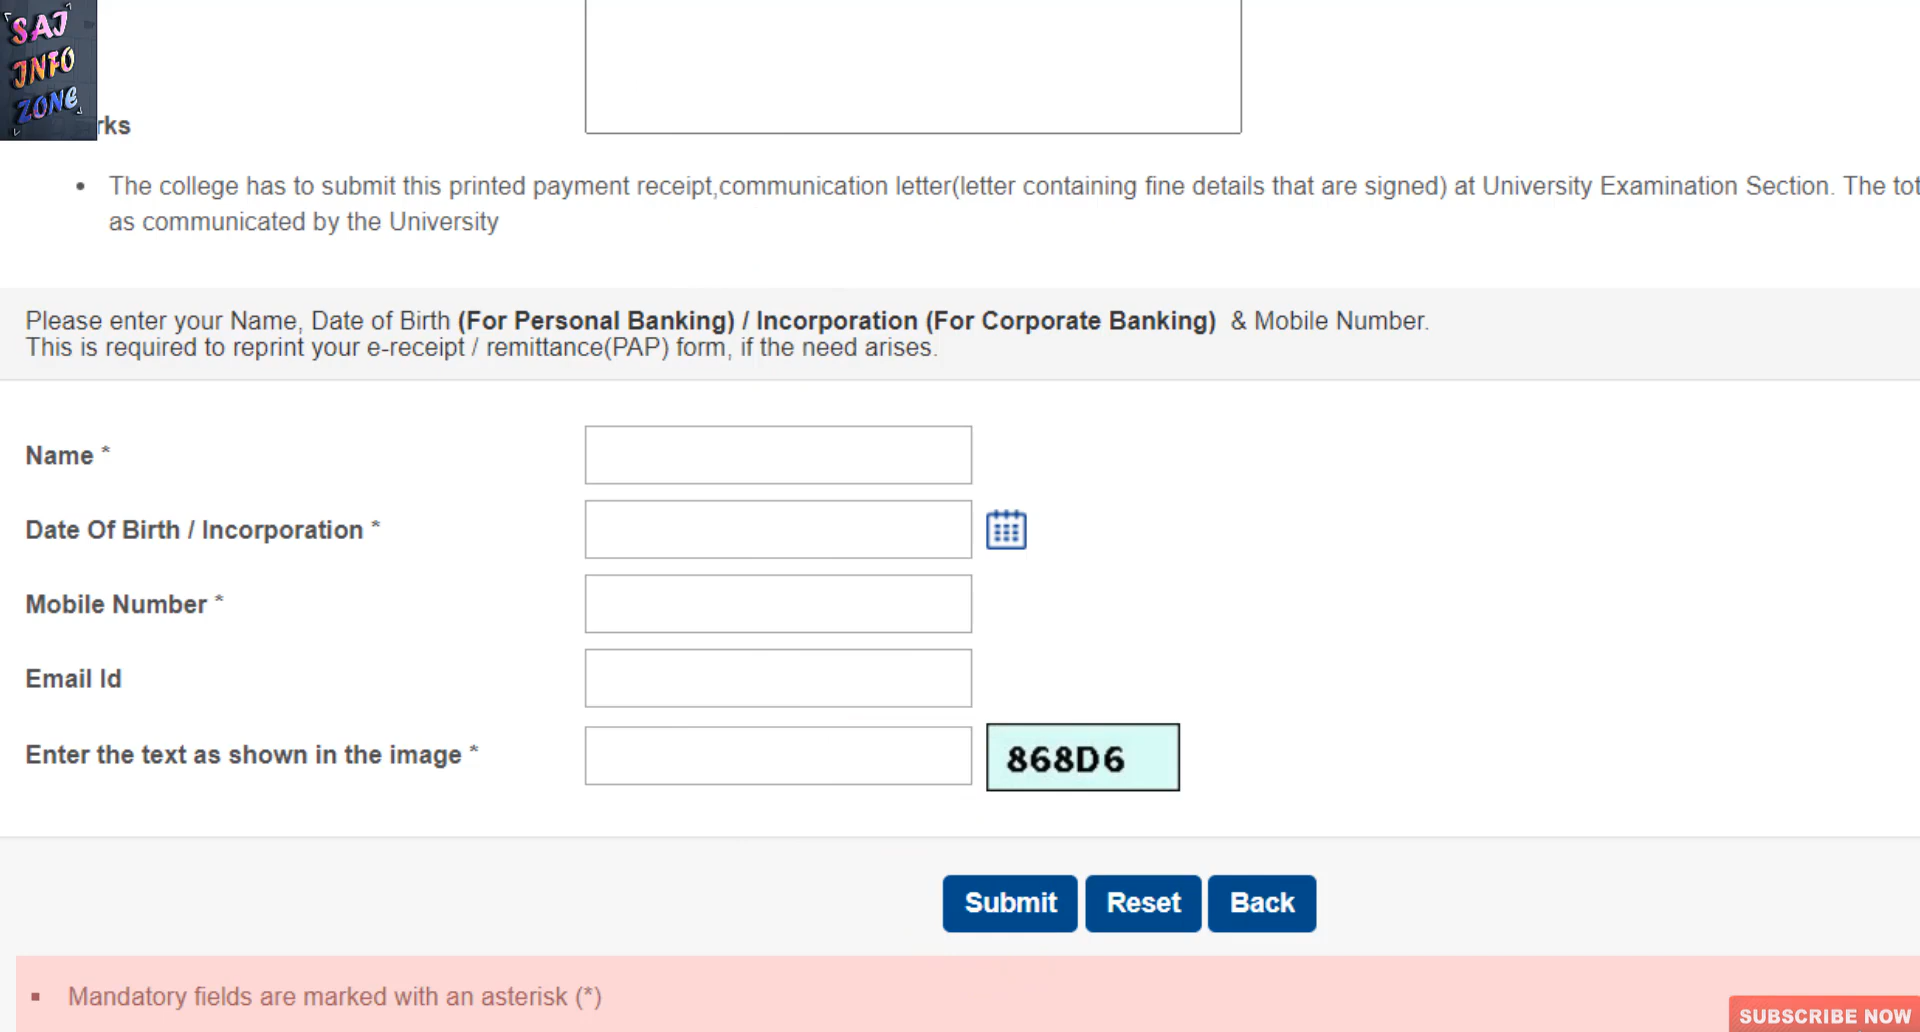 SAJ
INFO
ZONE
rks
• The college has to submit this printed payment receipt,communication letter(letter containing fine details that are signed) at University Examination Section. The tot
as communicated by the University
Please enter your Name, Date of Birth (For Personal Banking) / Incorporation (For Corporate Banking) & Mobile Number.
This is required to reprint your e-receipt / remittance(PAP) form, if the need arises.
Name *
Date Of Birth / Incorporation *
Mobile Number *
Email Id
Enter the text as shown in the image * 868D6
Submit Reset Back
▪ Mandatory fields are marked with an asterisk (*)
SUBSCRIBE NOW